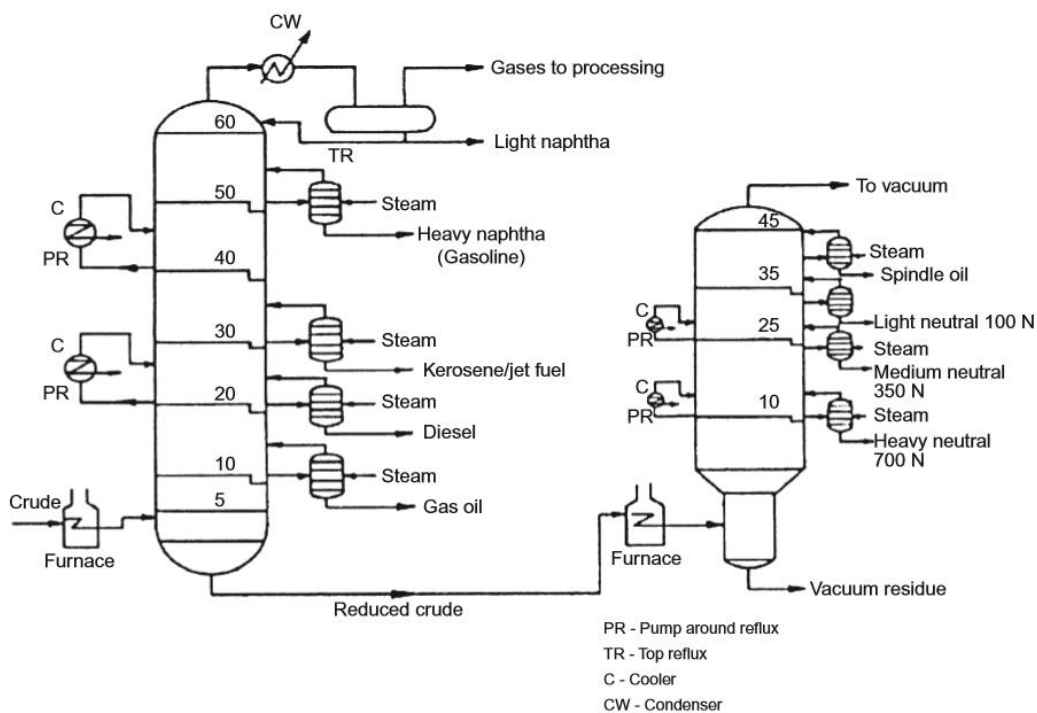 CW
Gases to processing
60
Light naphtha
TR
50
Steam
C
Heavy naphtha
(Gasoline)
PR
40
30
Steam
C
Kerosene/jet fuel
PR
20
Steam
Diesel
10
Steam
Crude
5
Gas oil
Furnace
Reduced crude
To vacuum
45
Steam
Spindle oil
35
C
Light neutral 100 N
PR
25
Steam
Medium neutral
350 N
C
PR
10
Steam
Heavy neutral
700 N
Furnace
Vacuum residue
PR - Pump around reflux
TR - Top reflux
C - Cooler
CW - Condenser